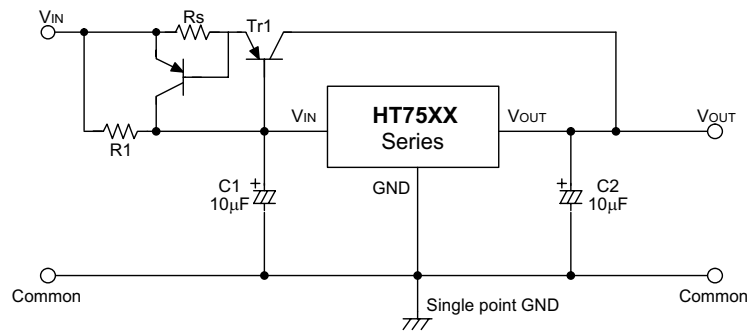 VIN
Rs
Tr1
R1
VIN
HT75XX
Series
VOUT
VOUT
GND
C1
10μF
+
C2
10μF
+
Common
Single point GND
Common